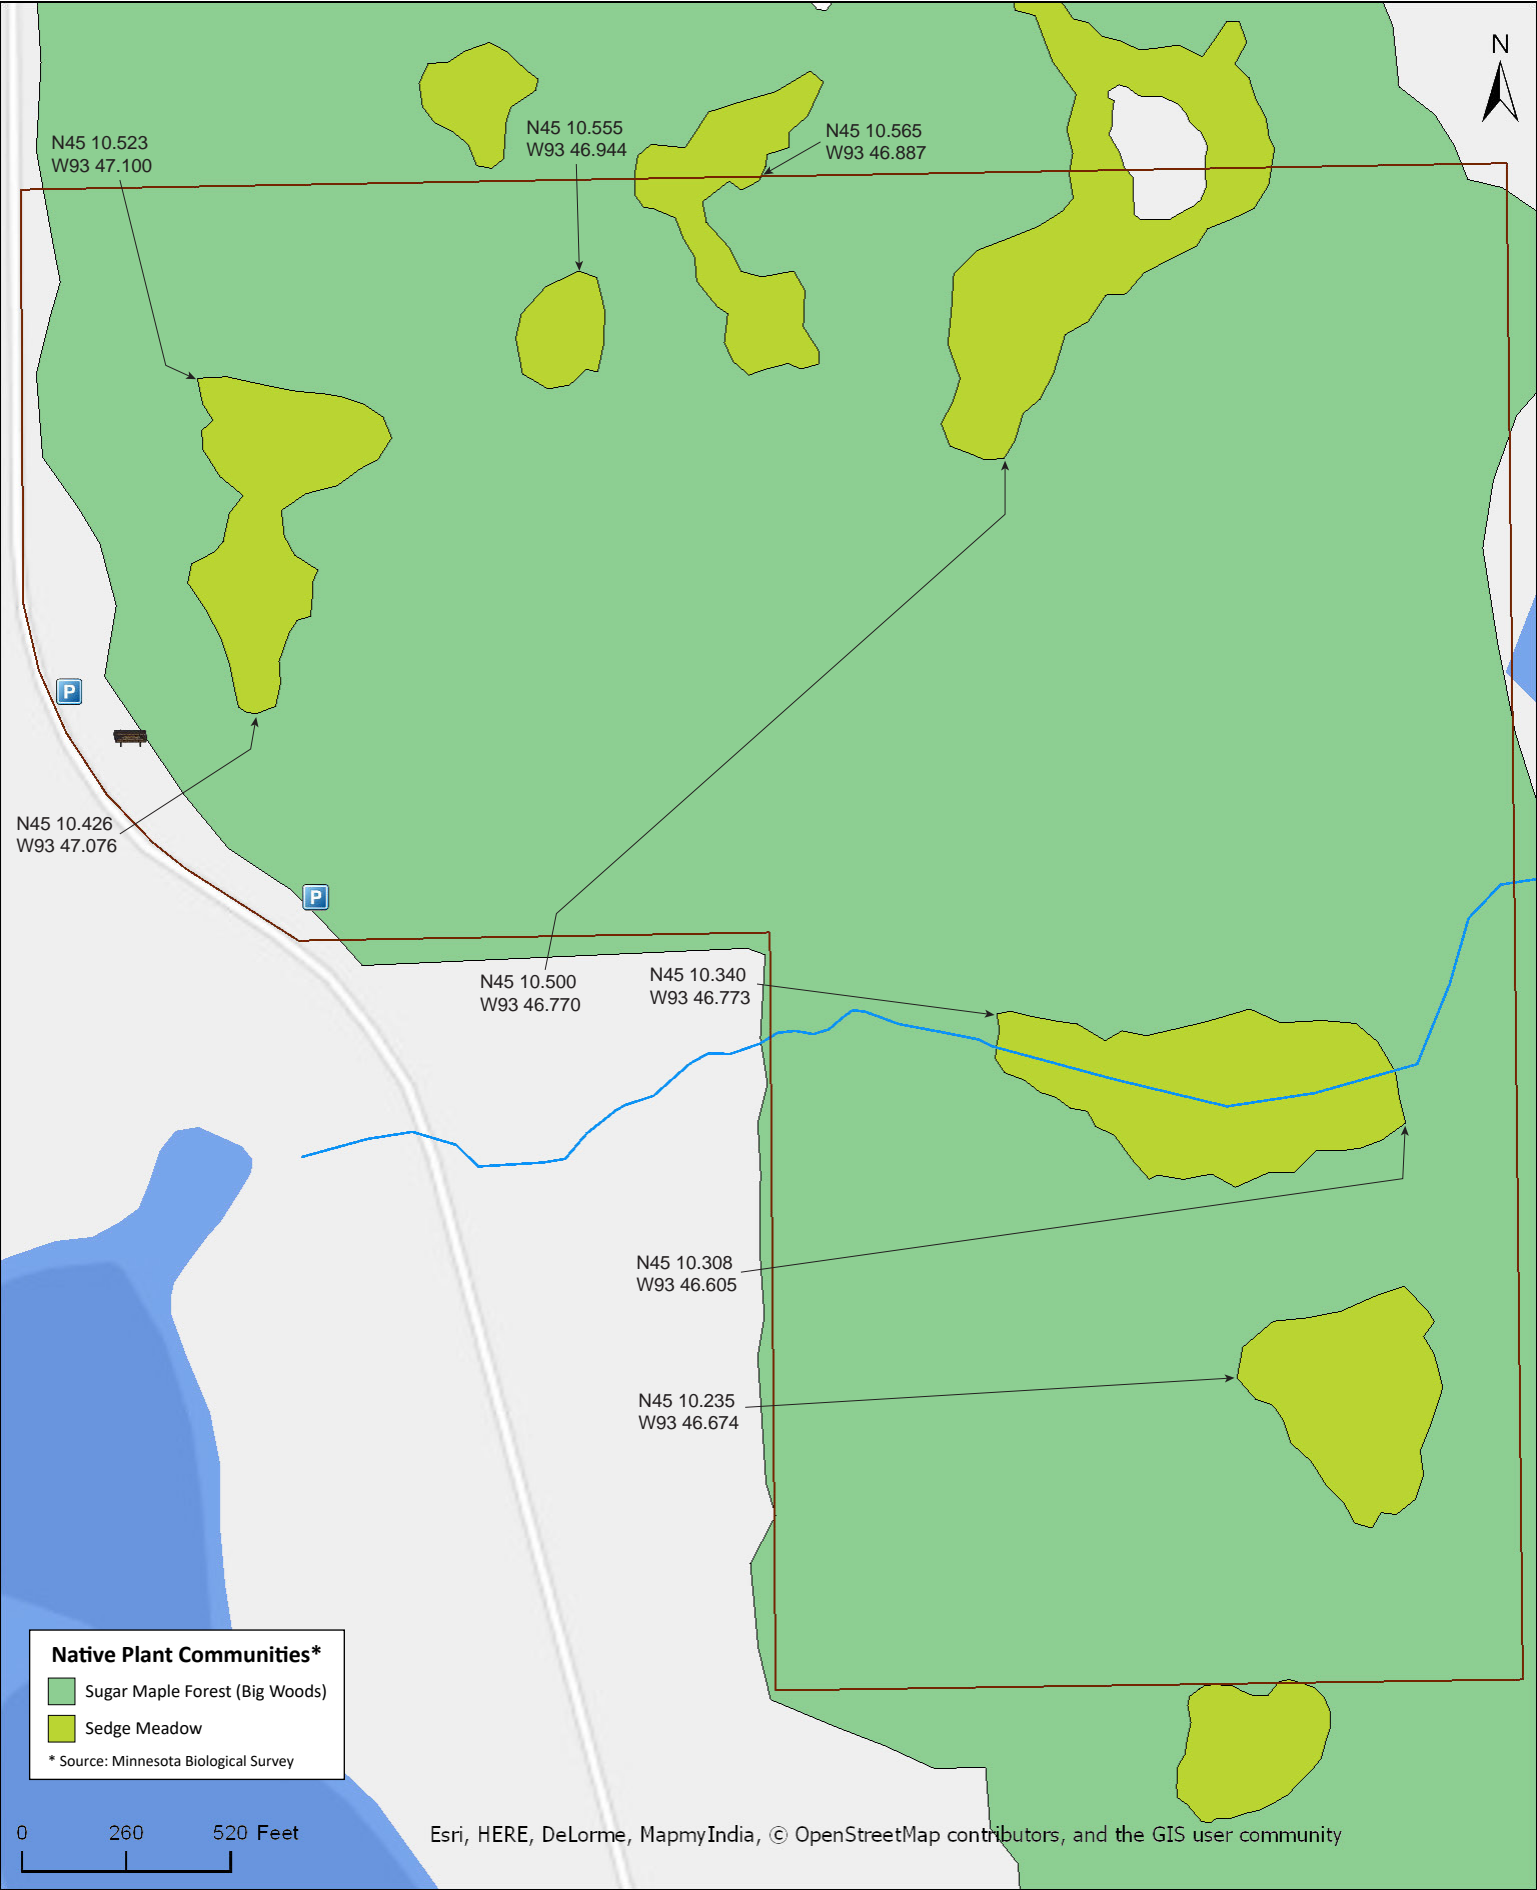 N
N45 10.523
W93 47.100
N45 10.555
W93 46.944
N45 10.565
W93 46.887
P
N45 10.426
W93 47.076
P
N45 10.500
W93 46.770
N45 10.340
W93 46.773
N45 10.308
W93 46.605
N45 10.235
W93 46.674
Native Plant Communities*
Sugar Maple Forest (Big Woods)
Sedge Meadow
* Source: Minnesota Biological Survey
0 260 520 Feet
Esri, HERE, DeLorme, MapmyIndia, © OpenStreetMap contributors, and the GIS user community